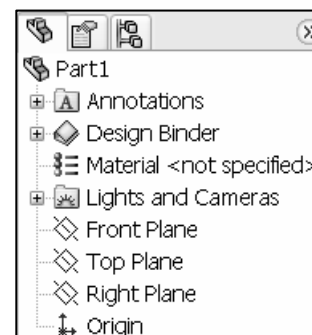 Part1
Annotations
Design Binder
Material <not specified>
Lights and Cameras
Front Plane
Top Plane
Right Plane
Origin